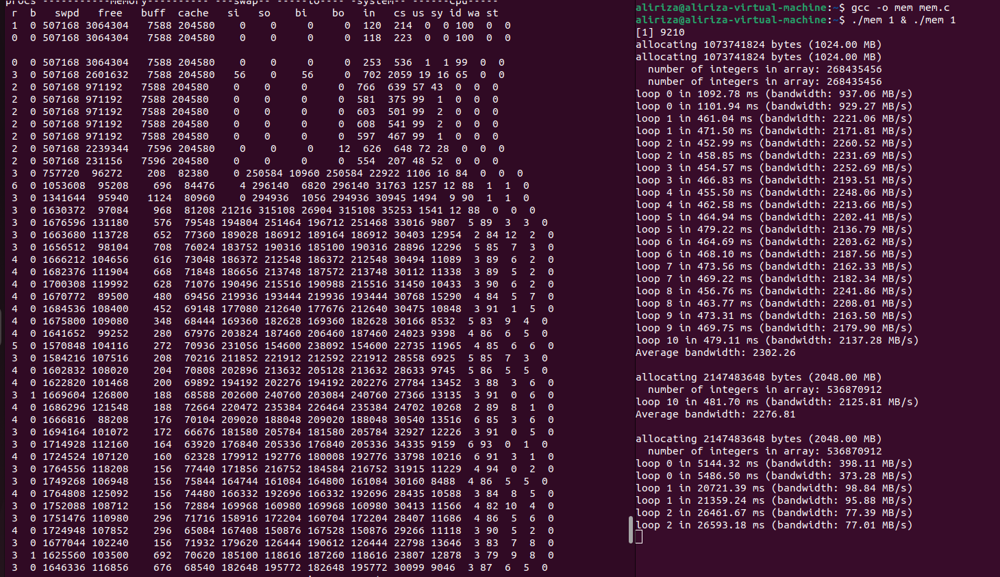 procs -----------memory---------- ---swap-- -----io---- -system-- ------cpu-----
r b swpd free buff cache si so bi bo in cs us sy id wa st
1 0 507168 3064304 7588 204580 0 0 0 0 120 214 0 0 100 0 0
0 0 507168 3064304 7588 204580 0 0 0 0 118 223 0 0 100 0 0
0 0 507168 3064304 7588 204580 0 0 0 0 253 536 1 1 99 0 0
3 0 507168 2601632 7588 204580 56 0 56 0 702 2059 19 16 65 0 0
2 0 507168 971192 7588 204580 0 0 0 0 766 639 57 43 0 0 0
2 0 507168 971192 7588 204580 0 0 0 0 581 375 99 1 0 0 0
2 0 507168 971192 7588 204580 0 0 0 0 603 501 99 2 0 0 0
2 0 507168 971192 7588 204580 0 0 0 0 608 541 99 2 0 0 0
2 0 507168 971192 7588 204580 0 0 0 0 597 467 99 1 0 0 0
2 0 507168 2239344 7596 204580 0 0 0 12 626 648 72 28 0 0 0
2 0 507168 231156 7596 204580 0 0 0 0 554 207 48 52 0 0 0
3 0 757720 96272 208 82380 0 250584 10960 250584 22922 1106 16 84 0 0 0
6 0 1053608 95208 696 84476 4 296140 6820 296140 31763 1257 12 88 1 1 0
3 0 1341644 95940 1124 80960 0 294936 1056 294936 30945 1494 9 90 1 1 0
3 0 1630372 97084 968 81208 21216 315108 26904 315108 35253 1541 12 88 0 0 0
3 0 1676596 131180 576 79548 194804 251464 196712 251468 33016 9807 5 89 3 3 0
3 0 1663680 113728 652 77360 189028 186912 189164 186912 30403 12954 2 84 12 2 0
3 0 1656512 98104 708 76024 183752 190316 185100 190316 28896 12296 5 85 7 3 0
4 0 1666212 104656 616 73048 186372 212548 186372 212548 30494 11089 3 89 6 2 0
4 0 1682376 111904 668 71848 186656 213748 187572 213748 30112 11338 3 89 5 2 0
4 0 1700308 119992 628 71076 190496 215516 190988 215516 31450 10433 3 90 6 2 0
4 0 1670772 89500 480 69456 219936 193444 219936 193444 30768 15290 4 84 5 7 0
4 0 1684536 108400 452 69148 177080 212640 177676 212640 30475 10848 3 91 1 5 0
4 0 1675800 109080 348 68444 169360 182628 169360 182628 30166 8532 5 83 9 4 0
4 0 1641652 99252 280 67976 203824 187460 206460 187460 24023 9398 4 86 6 5 0
5 0 1570848 104116 272 70936 231056 154600 238092 154600 22735 11965 4 85 6 6 0
3 0 1584216 107516 208 70216 211852 221912 212592 221912 28558 6925 5 85 7 3 0
4 0 1602832 108020 204 70808 202896 213632 205128 213632 28633 9745 5 86 5 5 0
4 0 1622820 101468 200 69892 194192 202276 194192 202276 27784 13452 3 88 3 6 0
3 1 1669604 126800 188 68588 202600 240760 203084 240760 27366 13135 3 91 0 6 0
4 0 1686296 121548 188 72664 220472 235384 226464 235384 24702 10268 2 89 8 1 0
4 0 1666816 88208 176 70104 209020 188048 209020 188048 30540 13516 6 85 3 6 0
3 0 1694164 101072 172 66676 181580 205784 181580 205784 32927 12226 3 91 0 5 0
3 0 1714928 112160 164 63920 176840 205336 176840 205336 34335 9159 6 93 0 1 0
4 0 1724524 107120 160 62328 179912 192776 180008 192776 33798 10216 6 91 3 1 0
3 0 1764556 118208 156 77440 171856 216752 184584 216752 31915 11229 4 94 0 2 0
3 0 1749268 106948 156 75844 164744 161084 164800 161084 30160 8488 4 86 5 5 0
4 0 1764808 125092 156 74480 166332 192696 166332 192696 28435 10588 3 84 8 5 0
3 0 1752088 108712 156 72884 169968 160980 169968 160980 30413 11566 4 82 10 4 0
3 0 1751476 110980 296 71716 158916 172204 160704 172204 28407 11686 4 86 5 6 0
4 0 1724948 107852 296 65084 167408 150876 167528 150876 29266 11118 3 90 5 2 0
3 0 1677044 102240 156 71932 179620 126444 190612 126444 22798 13646 3 83 7 8 0
3 1 1625560 103500 692 70620 185100 118616 187260 118616 23807 12878 3 79 9 8 0
3 0 1646336 116856 676 68540 182648 195772 182648 195772 30099 9046 3 87 6 5 0
aliriza@aliriza-virtual-machine:~$ gcc -o mem mem.c
aliriza@aliriza-virtual-machine:~$ ./mem 1 & ./mem 1
[1] 9210
allocating 1073741824 bytes (1024.00 MB)
allocating 1073741824 bytes (1024.00 MB)
number of integers in array: 268435456
number of integers in array: 268435456
loop 0 in 1092.78 ms (bandwidth: 937.06 MB/s)
loop 0 in 1101.94 ms (bandwidth: 929.27 MB/s)
loop 1 in 461.04 ms (bandwidth: 2221.06 MB/s)
loop 1 in 471.50 ms (bandwidth: 2171.81 MB/s)
loop 2 in 452.99 ms (bandwidth: 2260.52 MB/s)
loop 2 in 458.85 ms (bandwidth: 2231.69 MB/s)
loop 3 in 454.57 ms (bandwidth: 2252.69 MB/s)
loop 3 in 466.83 ms (bandwidth: 2193.51 MB/s)
loop 4 in 455.50 ms (bandwidth: 2248.06 MB/s)
loop 4 in 462.58 ms (bandwidth: 2213.66 MB/s)
loop 5 in 464.94 ms (bandwidth: 2202.41 MB/s)
loop 5 in 479.22 ms (bandwidth: 2136.79 MB/s)
loop 6 in 464.69 ms (bandwidth: 2203.62 MB/s)
loop 6 in 468.10 ms (bandwidth: 2187.56 MB/s)
loop 7 in 473.56 ms (bandwidth: 2162.33 MB/s)
loop 7 in 469.22 ms (bandwidth: 2182.34 MB/s)
loop 8 in 456.76 ms (bandwidth: 2241.86 MB/s)
loop 8 in 463.77 ms (bandwidth: 2208.01 MB/s)
loop 9 in 473.31 ms (bandwidth: 2163.50 MB/s)
loop 9 in 469.75 ms (bandwidth: 2179.90 MB/s)
loop 10 in 479.11 ms (bandwidth: 2137.28 MB/s)
Average bandwidth: 2302.26
allocating 2147483648 bytes (2048.00 MB)
number of integers in array: 536870912
loop 10 in 481.70 ms (bandwidth: 2125.81 MB/s)
Average bandwidth: 2276.81
allocating 2147483648 bytes (2048.00 MB)
number of integers in array: 536870912
loop 0 in 5144.32 ms (bandwidth: 398.11 MB/s)
loop 0 in 5486.50 ms (bandwidth: 373.28 MB/s)
loop 1 in 20721.39 ms (bandwidth: 98.84 MB/s)
loop 1 in 21359.24 ms (bandwidth: 95.88 MB/s)
loop 2 in 26461.67 ms (bandwidth: 77.39 MB/s)
loop 2 in 26593.18 ms (bandwidth: 77.01 MB/s)